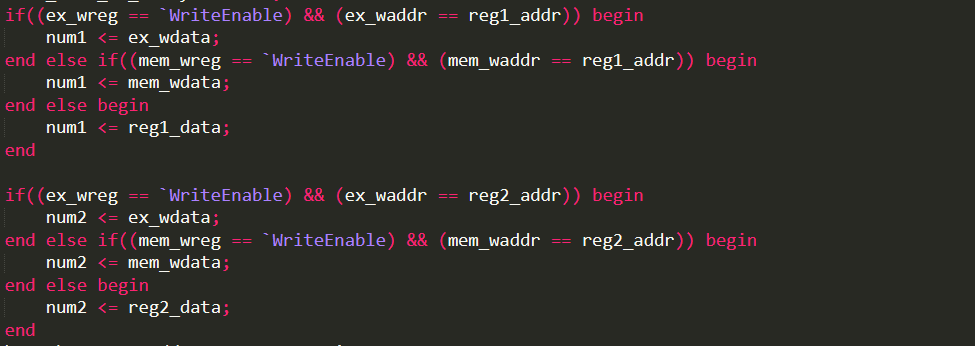 if((ex_wreg == `WriteEnable) && (ex_waddr == reg1_addr)) begin
    num1 <= ex_wdata;
end else if((mem_wreg == `WriteEnable) && (mem_waddr == reg1_addr)) begin
    num1 <= mem_wdata;
end else begin
    num1 <= reg1_data;
end

if((ex_wreg == `WriteEnable) && (ex_waddr == reg2_addr)) begin
    num2 <= ex_wdata;
end else if((mem_wreg == `WriteEnable) && (mem_waddr == reg2_addr)) begin
    num2 <= mem_wdata;
end else begin
    num2 <= reg2_data;
end